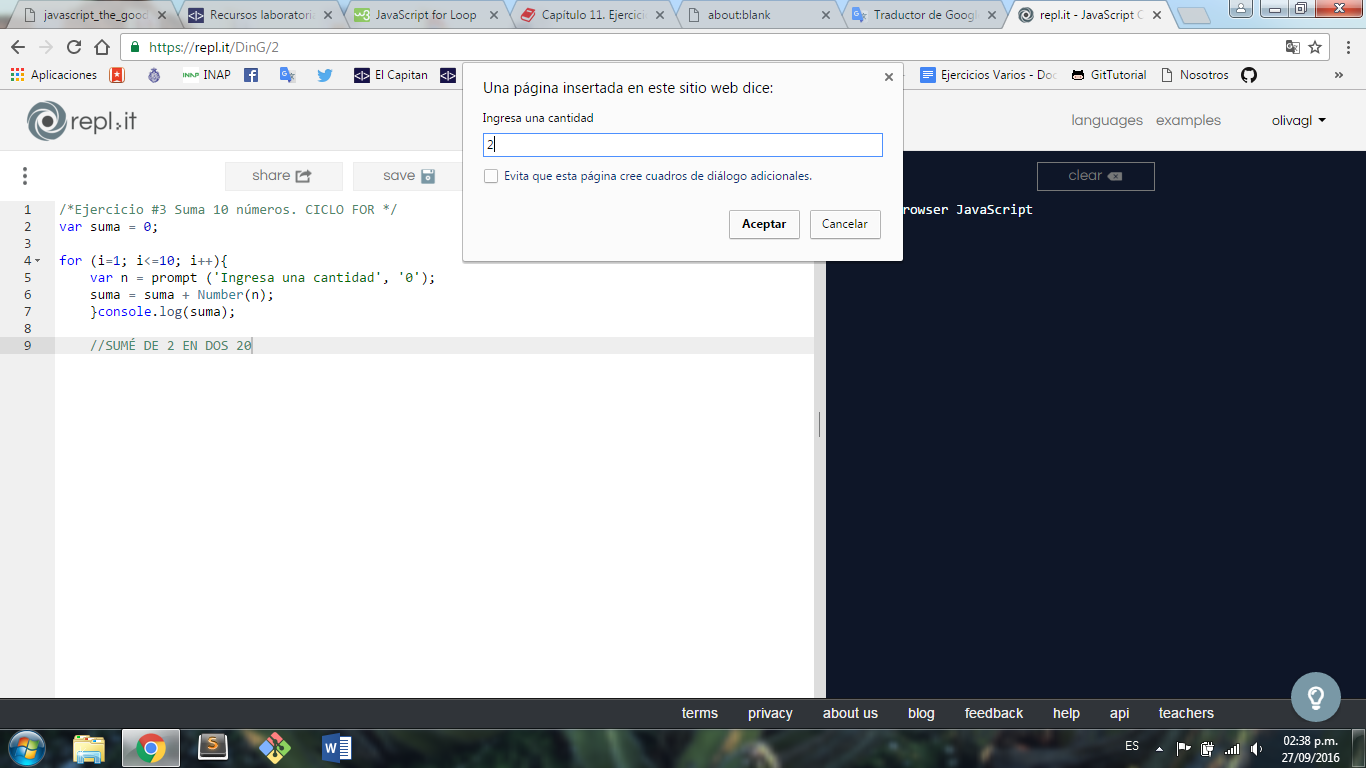 javascript_the_good
Recursos laboratori
JavaScript for Loop
Capítulo 11. Ejercici
about:blank
Traductor de Googl
repl.it - JavaScript C
https://repl.it/DinG/2
Aplicaciones INAP El Capitan Ejercicios Varios - Doc GitTutorial Nosotros »
Una página insertada en este sitio web dice:
Ingresa una cantidad
2
Evita que esta página cree cuadros de diálogo adicionales.
Aceptar Cancelar
repl.it
languages examples olivagl
share save clear
rowser JavaScript
1 /*Ejercicio #3 Suma 10 números. CICLO FOR */
2 var suma = 0;
3
4 for (i=1; i<=10; i++){
5 var n = prompt ('Ingresa una cantidad', '0');
6 suma = suma + Number(n);
7 }console.log(suma);
8
9 //SUMÉ DE 2 EN DOS 20
terms privacy about us blog feedback help api teachers
ES
02:38 p.m.
27/09/2016